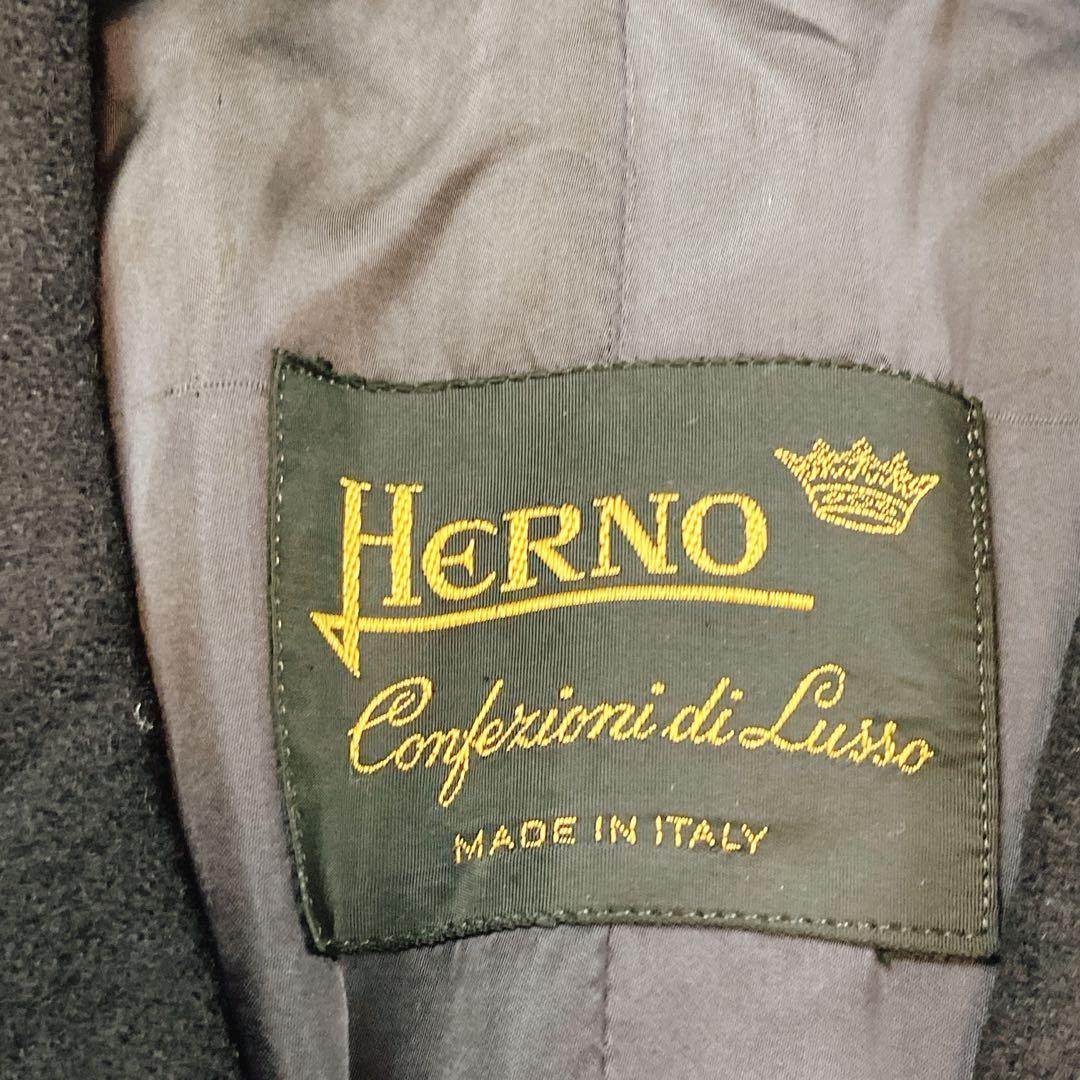 HERNO
Confezioni di Lusso
MADE IN ITALY